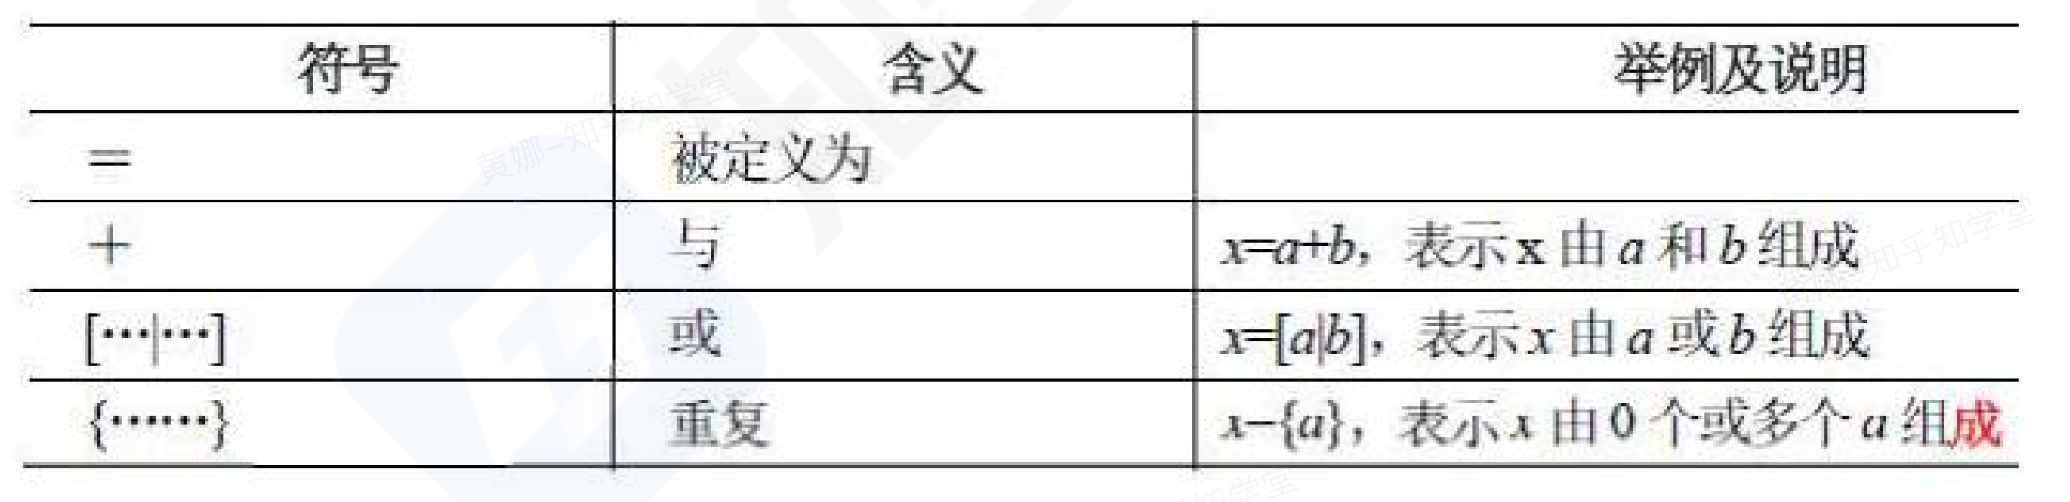 符号 含义 举例及说明
= 被定义为
+ 与 x=a+b，表示 x 由 a 和 b 组成
[···|···] 或 x=[a|b]，表示 x 由 a 或 b 组成
{······} 重复 x-{a}，表示 x 由 0 个或多个 a 组成
黄娜-知乎知学堂
知乎知学堂
知学堂